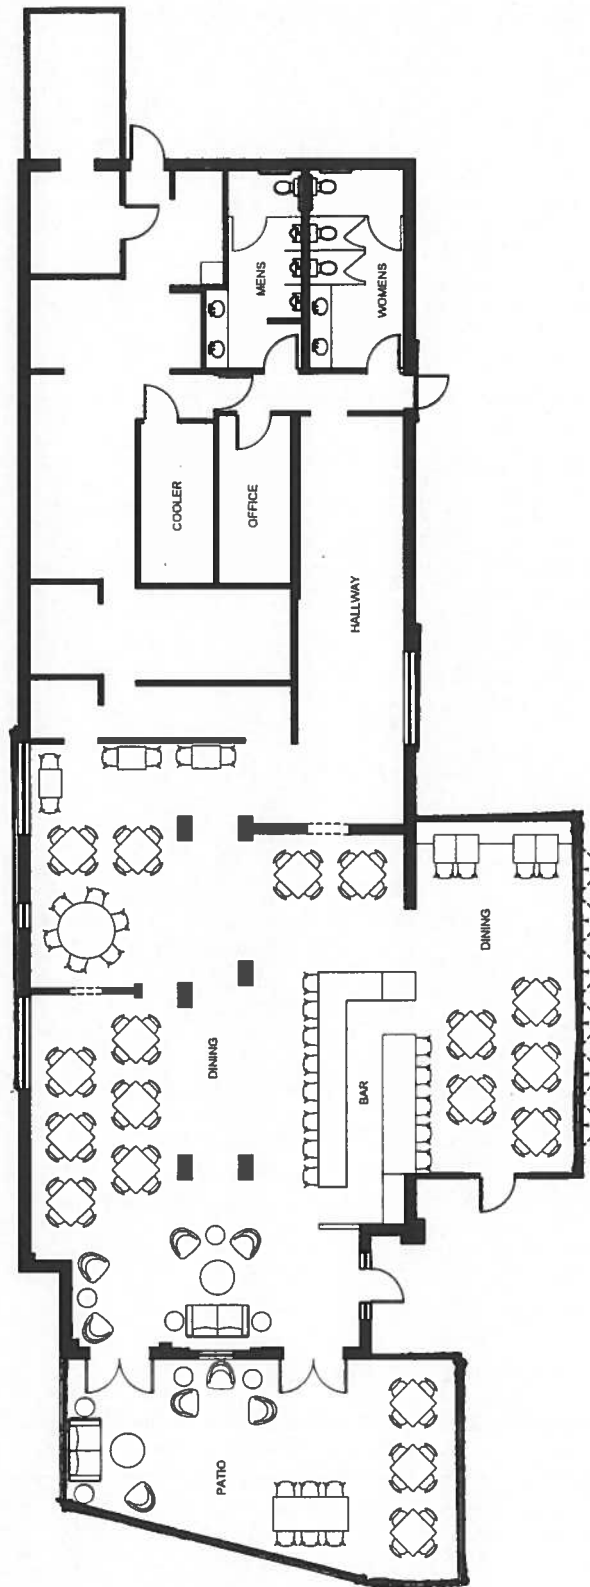 MENS
WOMENS
COOLER
OFFICE
HALLWAY
DINING
DINING
BAR
PATIO